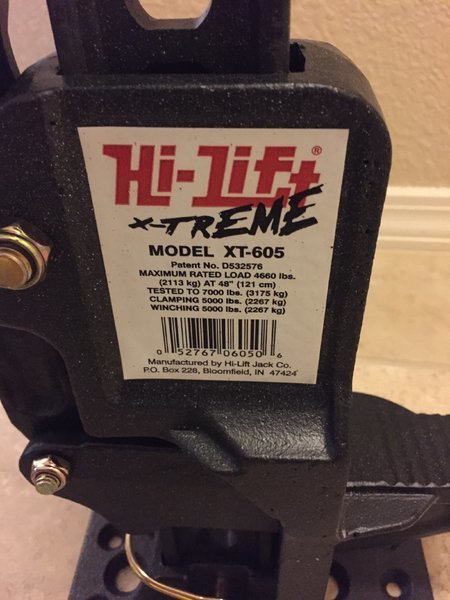 Hi-Lift®
X-TREME
MODEL XT-605
Patent No. D532576
MAXIMUM RATED LOAD 4660 lbs.
(2113 kg) AT 48" (121 cm)
TESTED TO 7000 lbs. (3175 kg)
CLAMPING 5000 lbs. (2267 kg)
WINCHING 5000 lbs. (2267 kg)
0 52767 06050 6
Manufactured by Hi-Lift Jack Co.
P.O. Box 228, Bloomfield, IN 47424